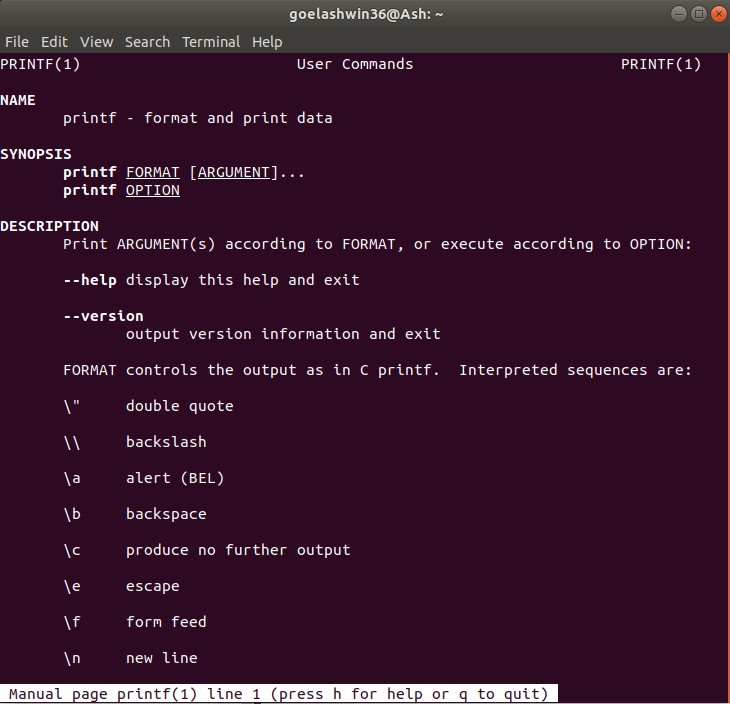 goelashwin36@Ash: ~
File Edit View Search Terminal Help
PRINTF(1) User Commands PRINTF(1)
NAME
printf - format and print data
SYNOPSIS
printf FORMAT [ARGUMENT]...
printf OPTION
DESCRIPTION
Print ARGUMENT(s) according to FORMAT, or execute according to OPTION:
--help display this help and exit
--version
output version information and exit
FORMAT controls the output as in C printf.  Interpreted sequences are:
\" double quote
\\ backslash
\a alert (BEL)
\b backspace
\c produce no further output
\e escape
\f form feed
\n new line
Manual page printf(1) line 1 (press h for help or q to quit)